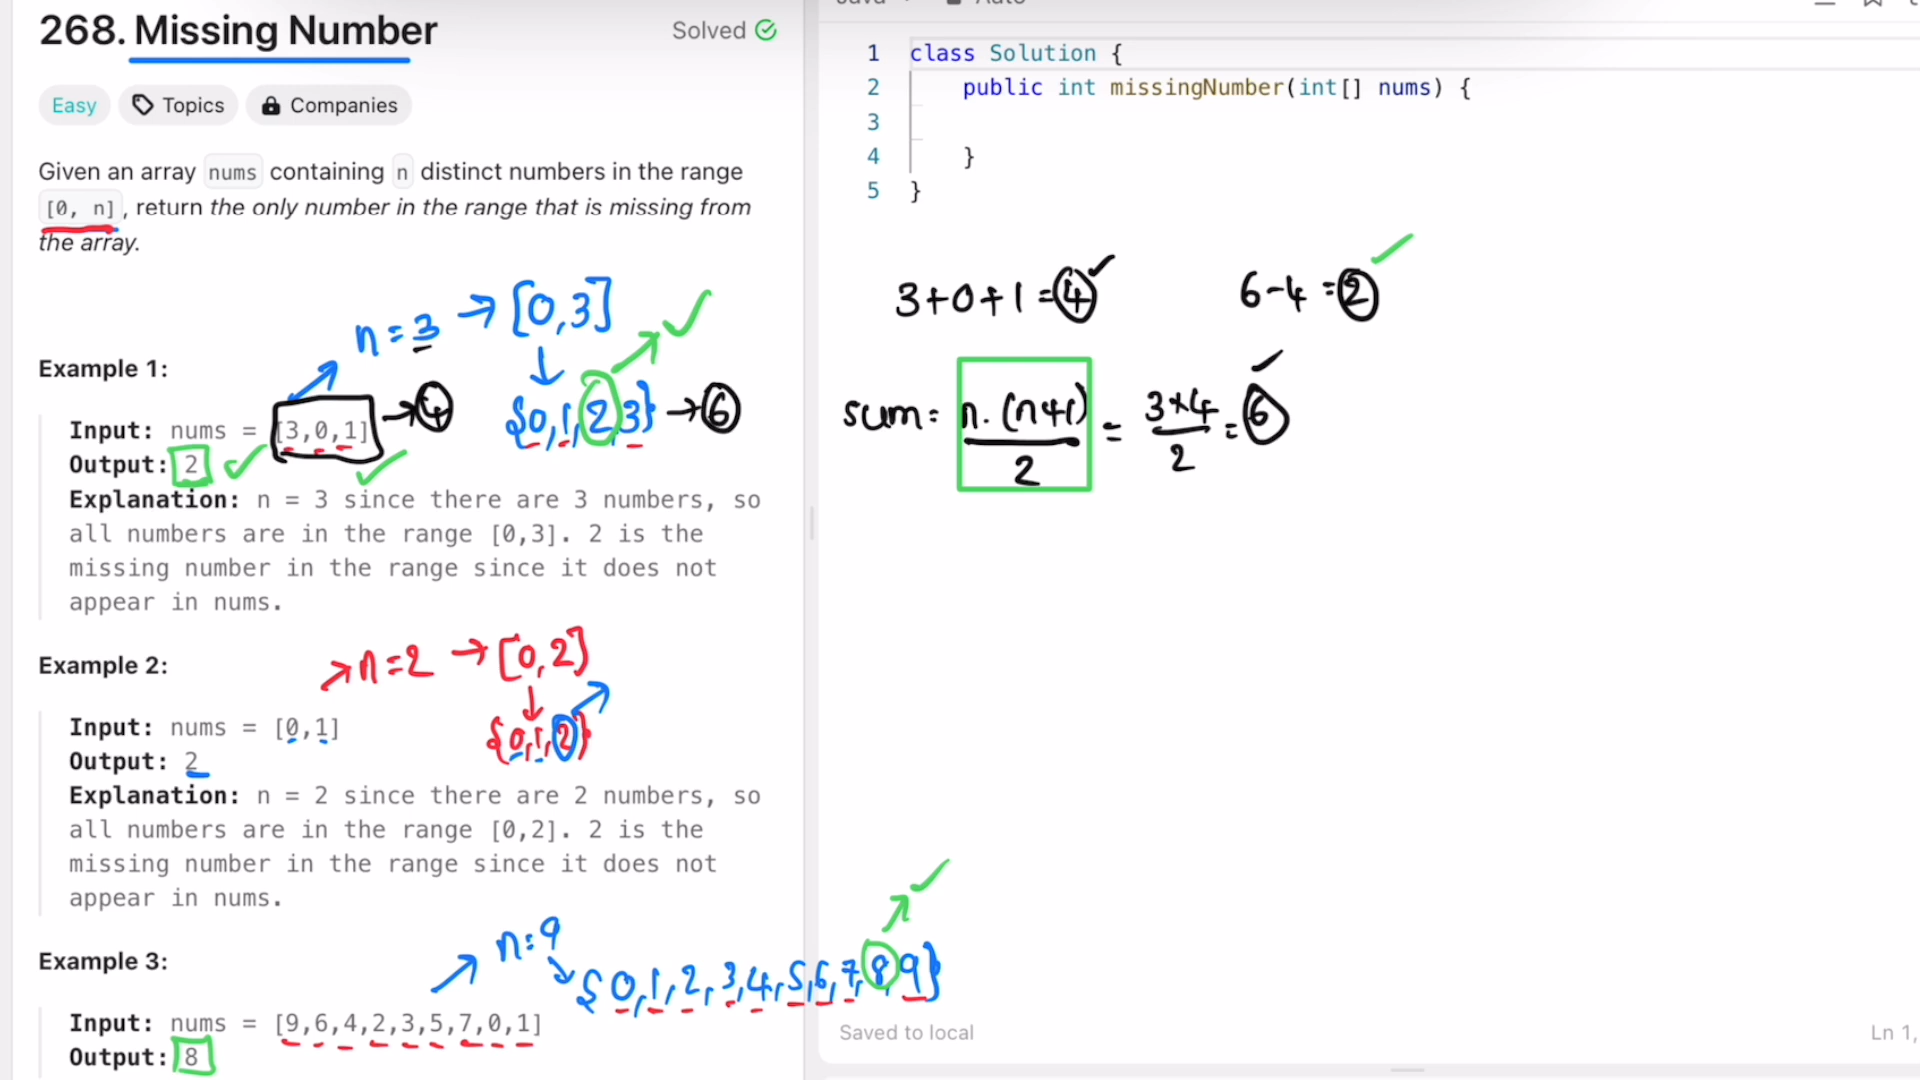 268. Missing Number
Solved
Easy
Topics
Companies
Given an array nums containing n distinct numbers in the range
[0, n], return the only number in the range that is missing from
the array.
n = 3 → [0,3]
{0,1,2,3} → 6
Example 1:
Input: nums = [3,0,1] → 4
Output: 2
Explanation: n = 3 since there are 3 numbers, so
all numbers are in the range [0,3]. 2 is the
missing number in the range since it does not
appear in nums.
n=2 → [0,2]
{0,1,2}
Example 2:
Input: nums = [0,1]
Output: 2
Explanation: n = 2 since there are 2 numbers, so
all numbers are in the range [0,2]. 2 is the
missing number in the range since it does not
appear in nums.
n=9
{0,1,2,3,4,5,6,7,8,9}
Example 3:
Input: nums = [9,6,4,2,3,5,7,0,1]
Output: 8
Auto
1 class Solution {
2 public int missingNumber(int[] nums) {
3
4 }
5 }
3+0+1=4
6-4=2
sum= n.(n+1)/2 = 3*4/2 = 6
Saved to local
Ln 1,